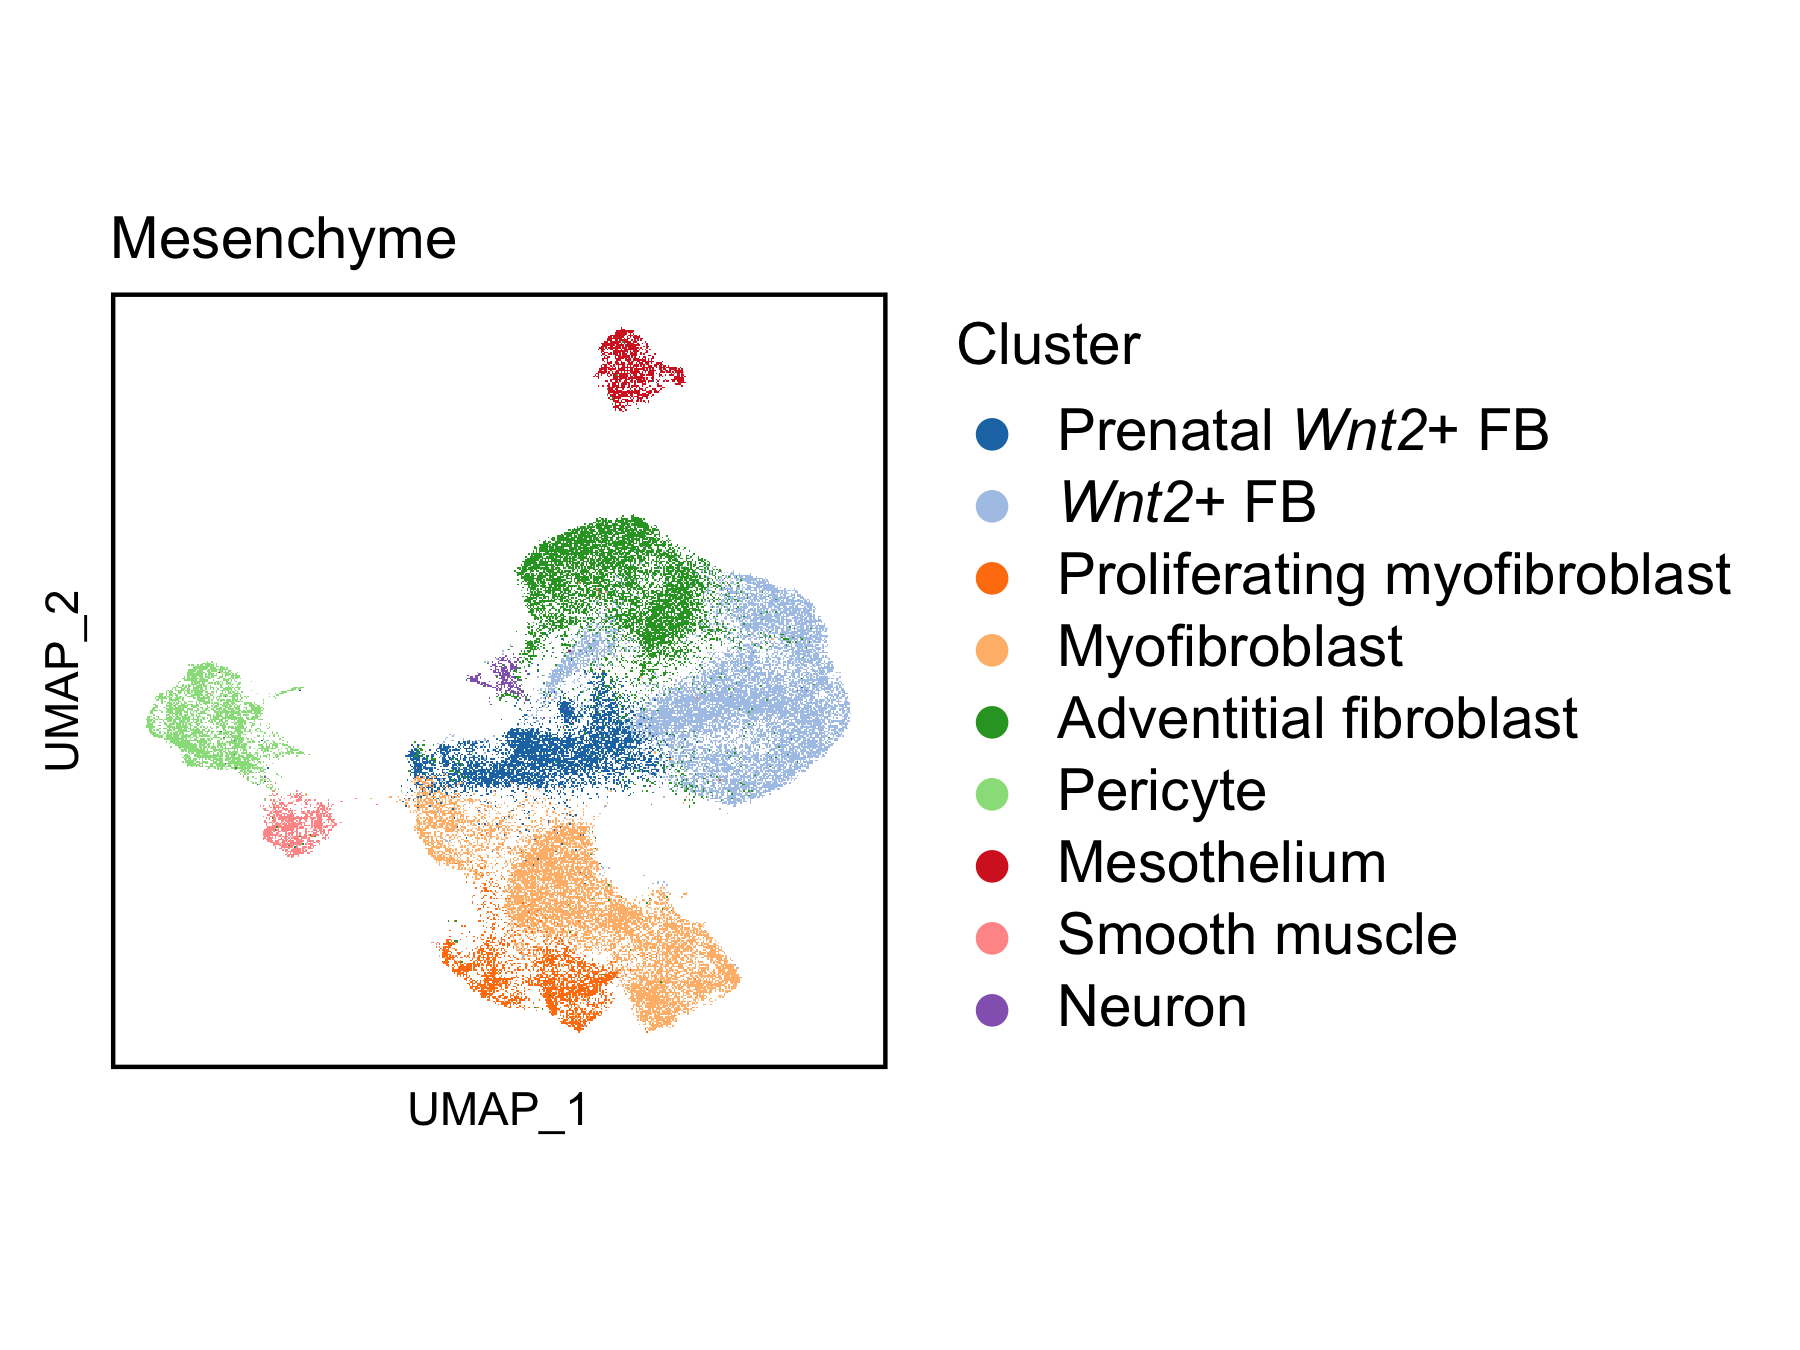 Mesenchyme
UMAP_2
UMAP_1
Cluster
Prenatal Wnt2+ FB
Wnt2+ FB
Proliferating myofibroblast
Myofibroblast
Adventitial fibroblast
Pericyte
Mesothelium
Smooth muscle
Neuron